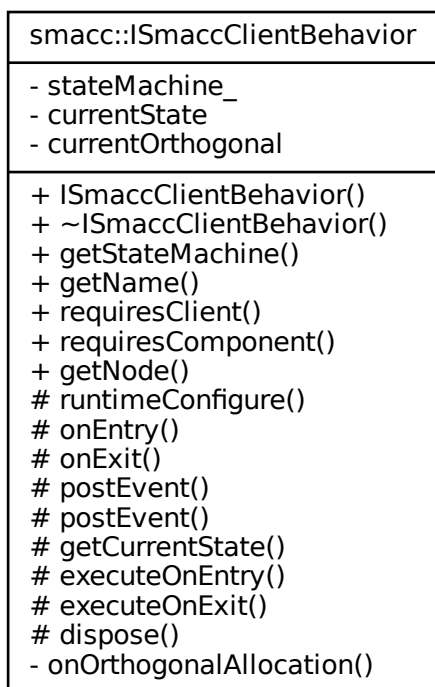 smacc::ISmaccClientBehavior
- stateMachine_
- currentState
- currentOrthogonal
+ ISmaccClientBehavior()
+ ~ISmaccClientBehavior()
+ getStateMachine()
+ getName()
+ requiresClient()
+ requiresComponent()
+ getNode()
# runtimeConfigure()
# onEntry()
# onExit()
# postEvent()
# postEvent()
# getCurrentState()
# executeOnEntry()
# executeOnExit()
# dispose()
- onOrthogonalAllocation()